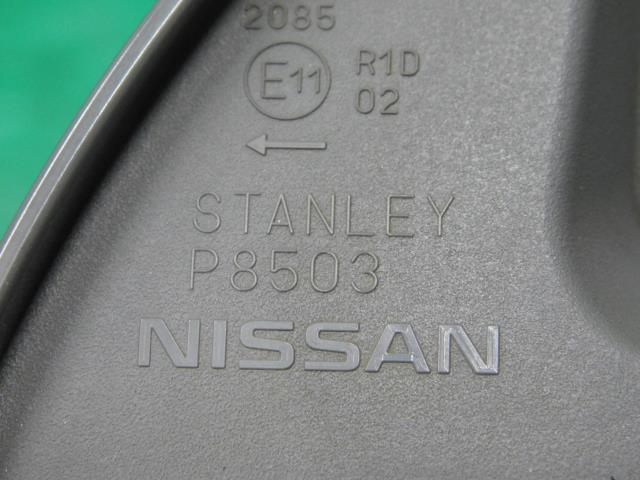 2085
E11 R1D
02
←
STANLEY
P8503
NISSAN